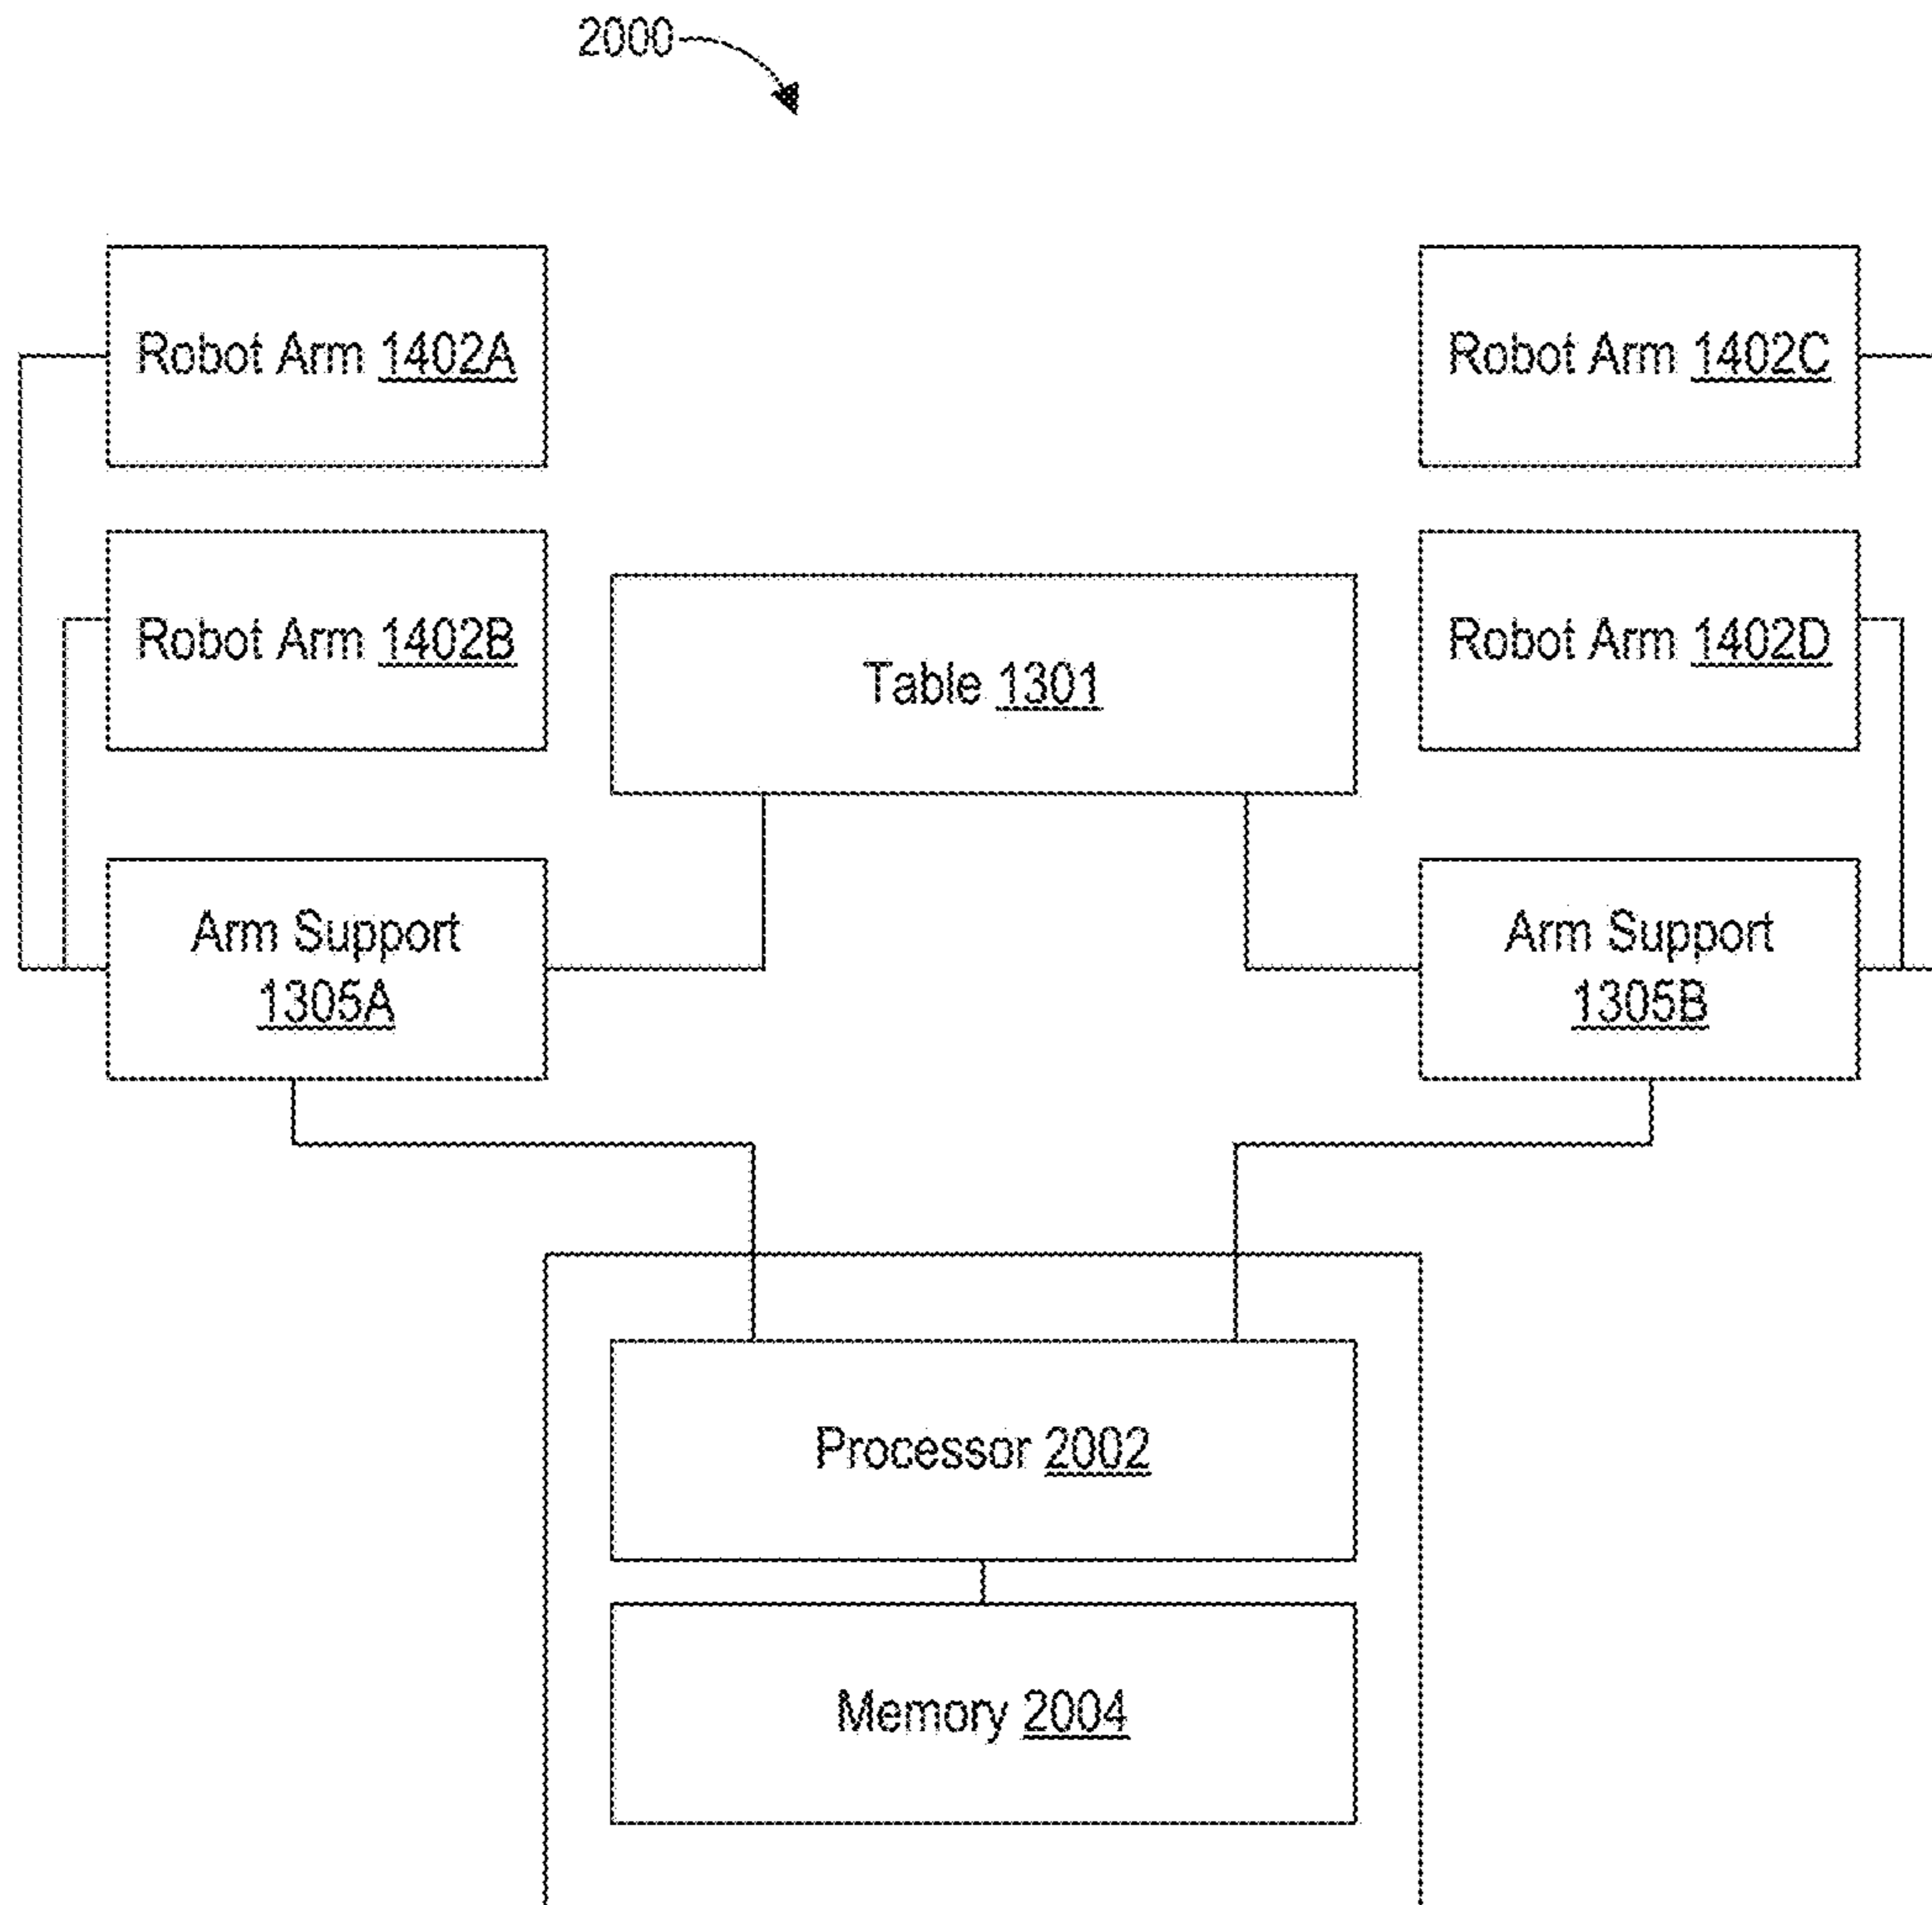 2000
Robot Arm 1402A
Robot Arm 1402C
Robot Arm 1402B
Robot Arm 1402D
Table 1301
Arm Support
1305A
Arm Support
1305B
Processor 2002
Memory 2004